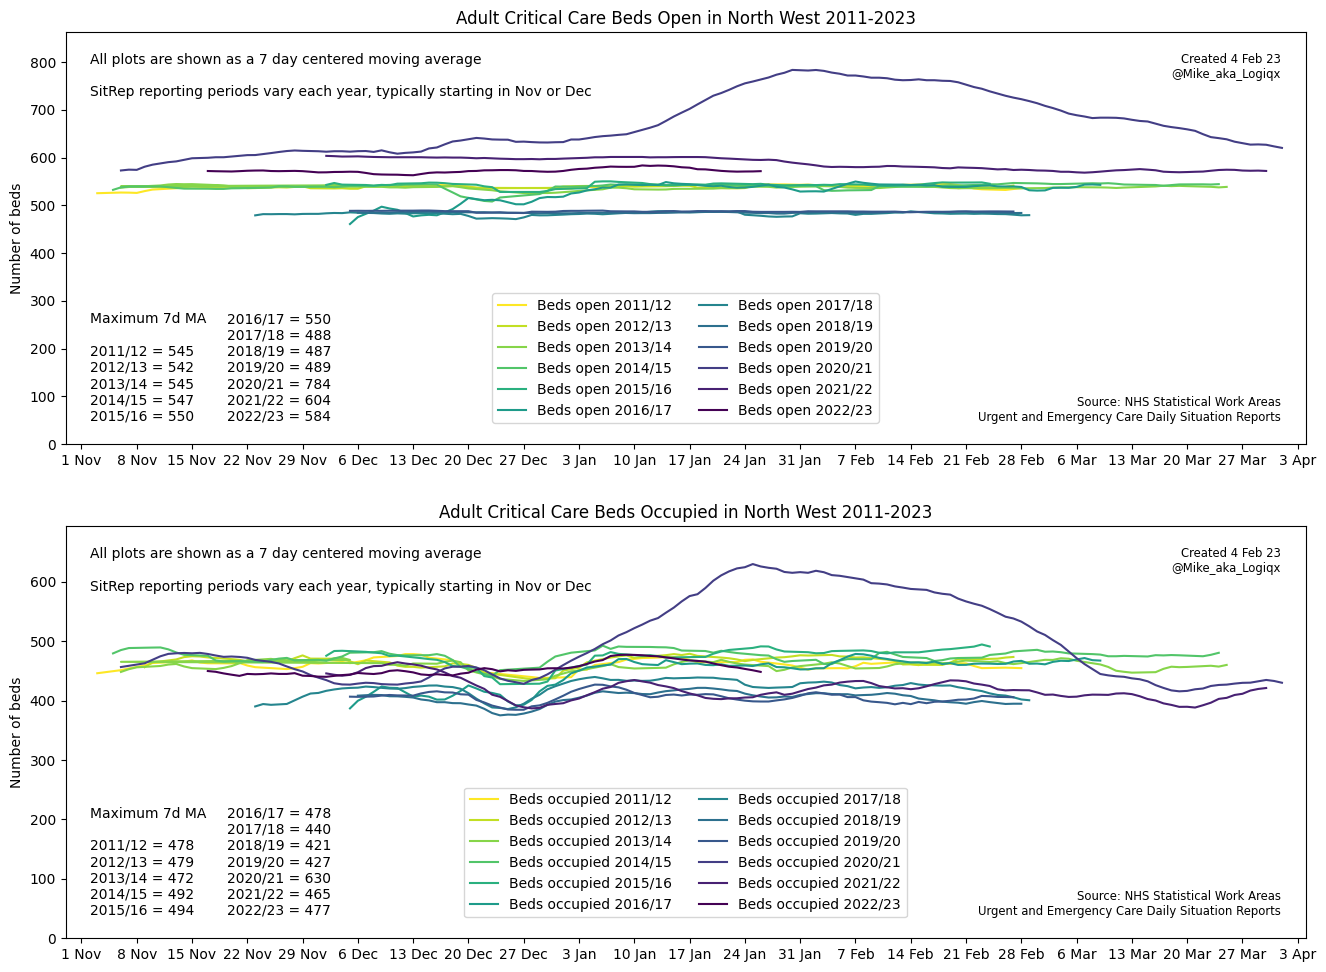 Adult Critical Care Beds Open in North West 2011-2023
All plots are shown as a 7 day centered moving average
SitRep reporting periods vary each year, typically starting in Nov or Dec
Created 4 Feb 23
@Mike_aka_Logiqx
Number of beds
800
700
600
500
400
300
200
100
0
Maximum 7d MA
2011/12 = 545
2012/13 = 542
2013/14 = 545
2014/15 = 547
2015/16 = 550
2016/17 = 550
2017/18 = 488
2018/19 = 487
2019/20 = 489
2020/21 = 784
2021/22 = 604
2022/23 = 584
Beds open 2011/12
Beds open 2012/13
Beds open 2013/14
Beds open 2014/15
Beds open 2015/16
Beds open 2016/17
Beds open 2017/18
Beds open 2018/19
Beds open 2019/20
Beds open 2020/21
Beds open 2021/22
Beds open 2022/23
Source: NHS Statistical Work Areas
Urgent and Emergency Care Daily Situation Reports
1 Nov 8 Nov 15 Nov 22 Nov 29 Nov 6 Dec 13 Dec 20 Dec 27 Dec 3 Jan 10 Jan 17 Jan 24 Jan 31 Jan 7 Feb 14 Feb 21 Feb 28 Feb 6 Mar 13 Mar 20 Mar 27 Mar 3 Apr
Adult Critical Care Beds Occupied in North West 2011-2023
All plots are shown as a 7 day centered moving average
SitRep reporting periods vary each year, typically starting in Nov or Dec
Created 4 Feb 23
@Mike_aka_Logiqx
Number of beds
600
500
400
300
200
100
0
Maximum 7d MA
2011/12 = 478
2012/13 = 479
2013/14 = 472
2014/15 = 492
2015/16 = 494
2016/17 = 478
2017/18 = 440
2018/19 = 421
2019/20 = 427
2020/21 = 630
2021/22 = 465
2022/23 = 477
Beds occupied 2011/12
Beds occupied 2012/13
Beds occupied 2013/14
Beds occupied 2014/15
Beds occupied 2015/16
Beds occupied 2016/17
Beds occupied 2017/18
Beds occupied 2018/19
Beds occupied 2019/20
Beds occupied 2020/21
Beds occupied 2021/22
Beds occupied 2022/23
Source: NHS Statistical Work Areas
Urgent and Emergency Care Daily Situation Reports
1 Nov 8 Nov 15 Nov 22 Nov 29 Nov 6 Dec 13 Dec 20 Dec 27 Dec 3 Jan 10 Jan 17 Jan 24 Jan 31 Jan 7 Feb 14 Feb 21 Feb 28 Feb 6 Mar 13 Mar 20 Mar 27 Mar 3 Apr